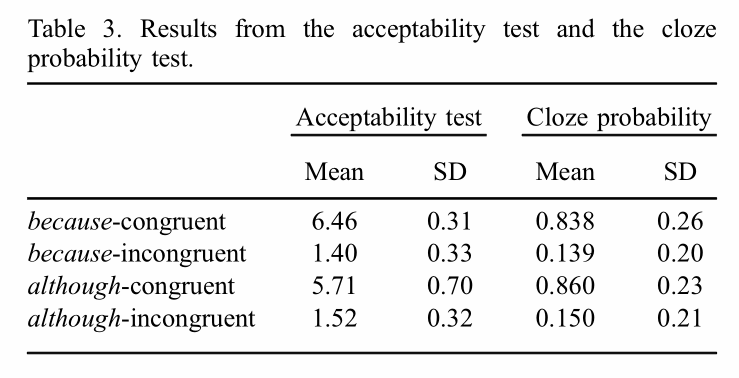 Table 3. Results from the acceptability test and the cloze
probability test.
Acceptability test Cloze probability
Mean SD Mean SD
because-congruent 6.46 0.31 0.838 0.26
because-incongruent 1.40 0.33 0.139 0.20
although-congruent 5.71 0.70 0.860 0.23
although-incongruent 1.52 0.32 0.150 0.21